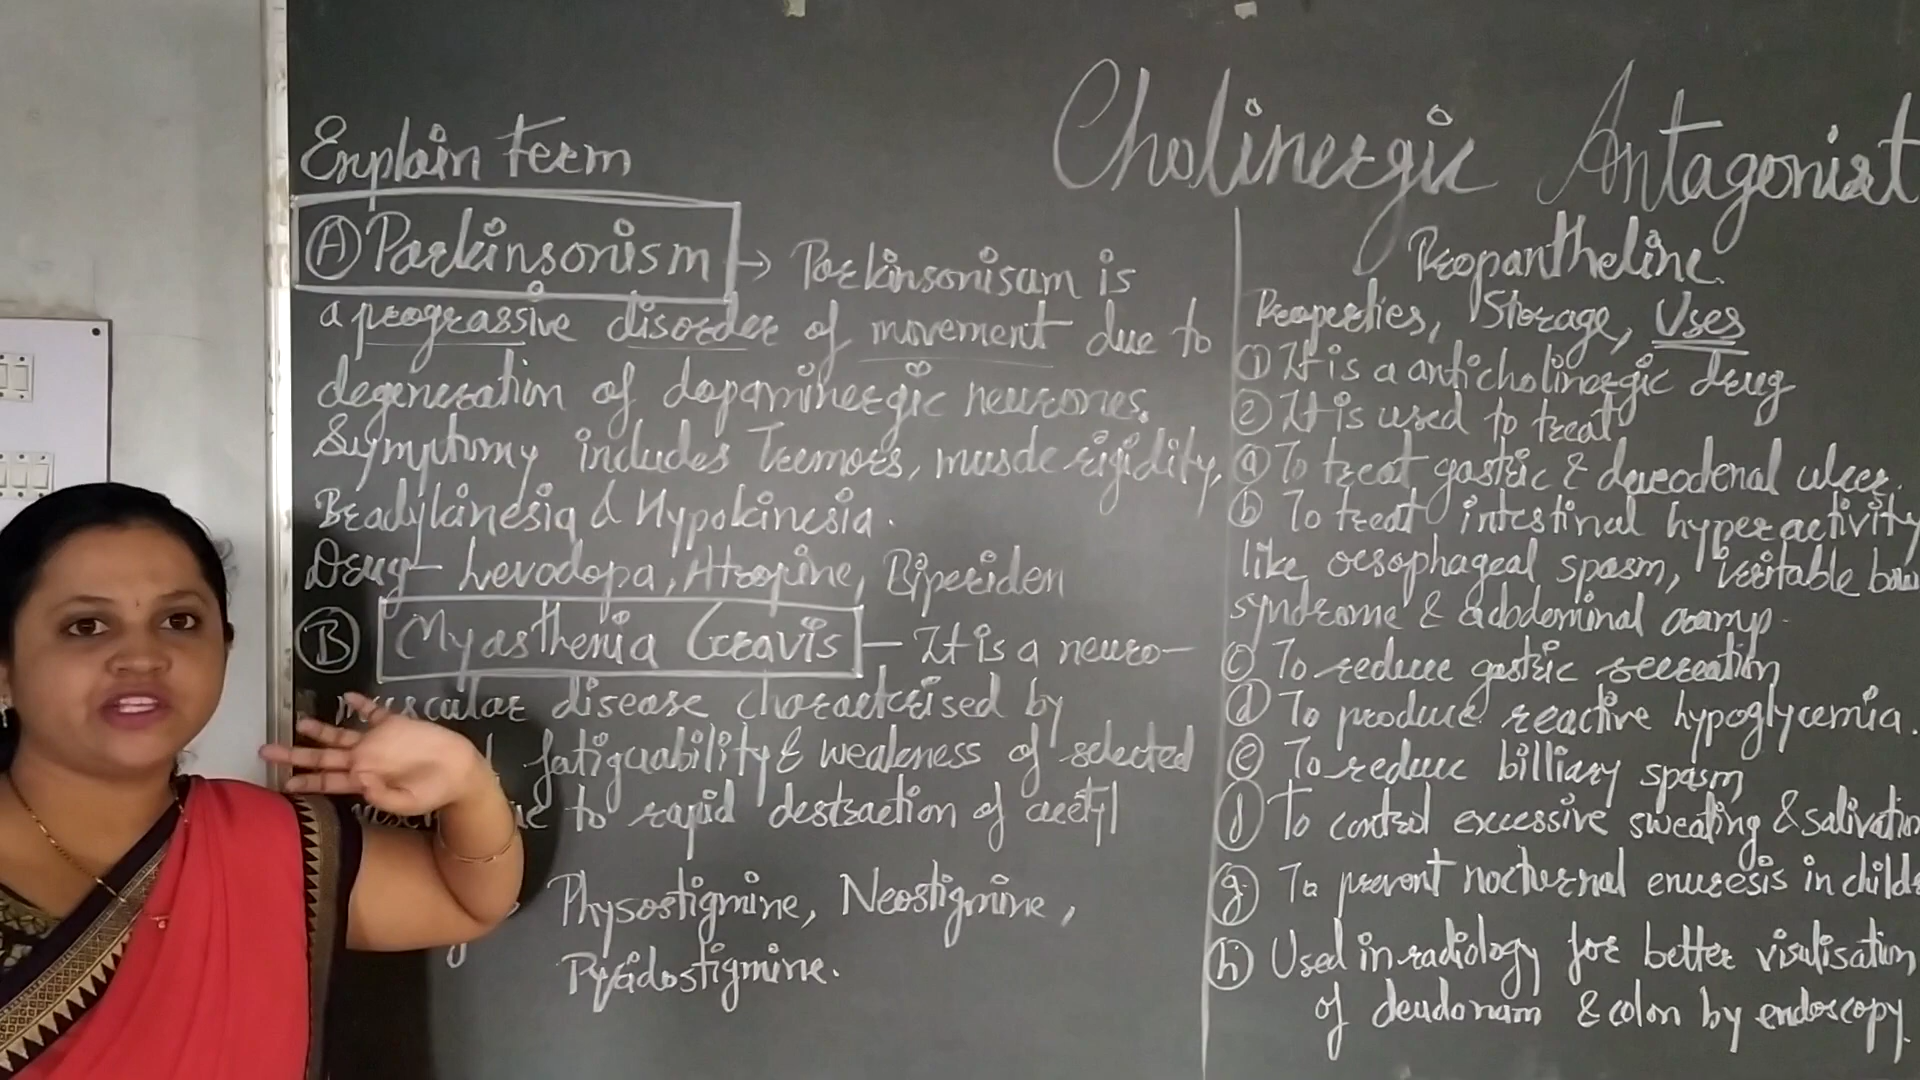 Cholinergic Antagonist
Explain term
(A) Parkinsonism → Parkinsonisam is
a prograssive disorder of movement due to
degeneration of dopaminergic neurones.
Symptomy includes Tremors, muscle rigidity,
Bradykinesia & Hypokinesia.
Drug - Levodopa, Atropine, Biperiden
(B) Myasthenia Gravis - It is a neuro-
muscular disease characterised by
fatiguability & weakness of selected
to rapid destraction of acetyl
Physostigmine, Neostigmine,
Pyridostigmine.
Propantheline.
Properties, Storage, Uses
(1) It is a anticholinergic drug
(2) It is used to treat
(a) To treat gastric & deuodenal ulcer.
(b) To treat intestinal hyperactivity
like oesophageal spasm, irritable
syndrome & adodominal
(c) To reduce gastric secreation
(d) To produce reactive hypoglycemia.
(e) To reduce billiary spasm
(f) To control excessive sweating & salivation
(g) To prevent nocturnal enuresis in
(h) Used in radiology for better visulisation
of deudonam & colon by endoscopy.